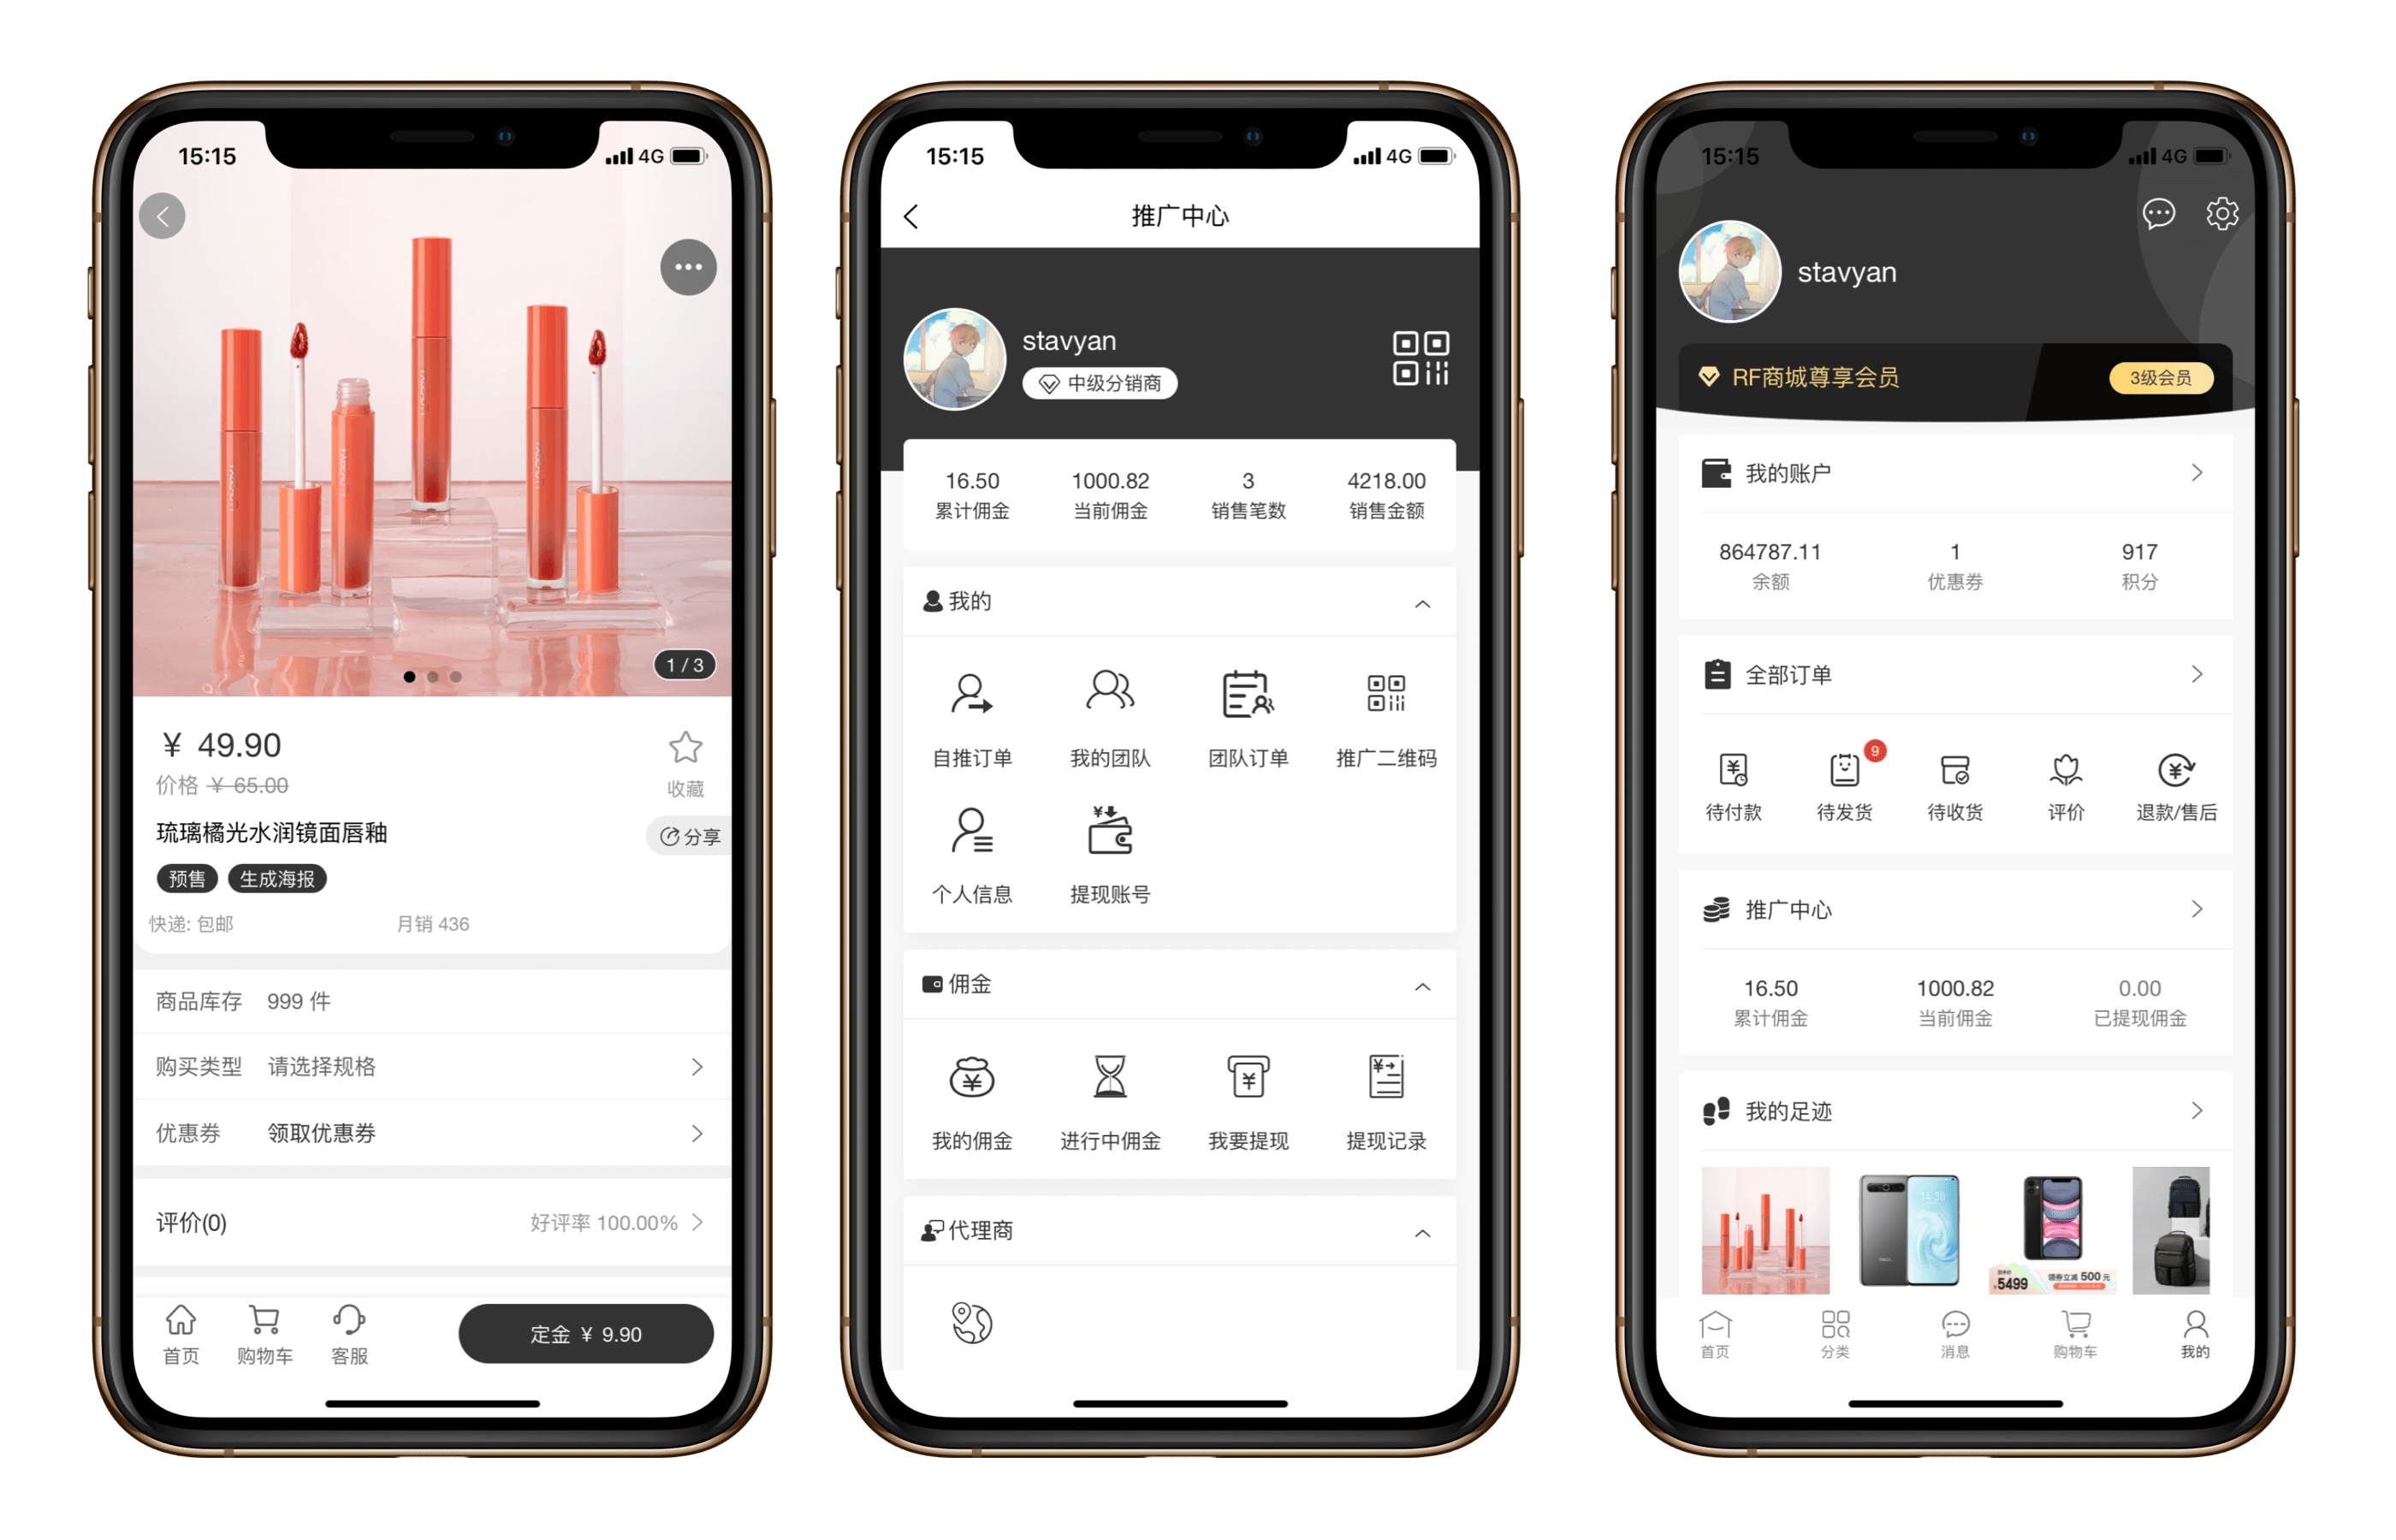 15:15
4G
1 / 3
¥ 49.90
价格 ¥ 65.00
收藏
琉璃橘光水润镜面唇釉
分享
预售 生成海报
快递: 包邮 月销 436
商品库存 999 件
购买类型 请选择规格
优惠券 领取优惠券
评价(0) 好评率 100.00%
首页 购物车 客服
定金 ¥ 9.90
15:15
4G
推广中心
stavyan
中级分销商
16.50 1000.82 3 4218.00
累计佣金 当前佣金 销售笔数 销售金额
我的
自推订单 我的团队 团队订单 推广二维码
个人信息 提现账号
佣金
我的佣金 进行中佣金 我要提现 提现记录
代理商
15:15
4G
stavyan
RF商城尊享会员
3级会员
我的账户
864787.11 1 917
余额 优惠券 积分
全部订单
9
待付款 待发货 待收货 评价 退款/售后
推广中心
16.50 1000.82 0.00
累计佣金 当前佣金 已提现佣金
我的足迹
14:30
5499
领券立减 500 元
首页 分类 消息 购物车 我的